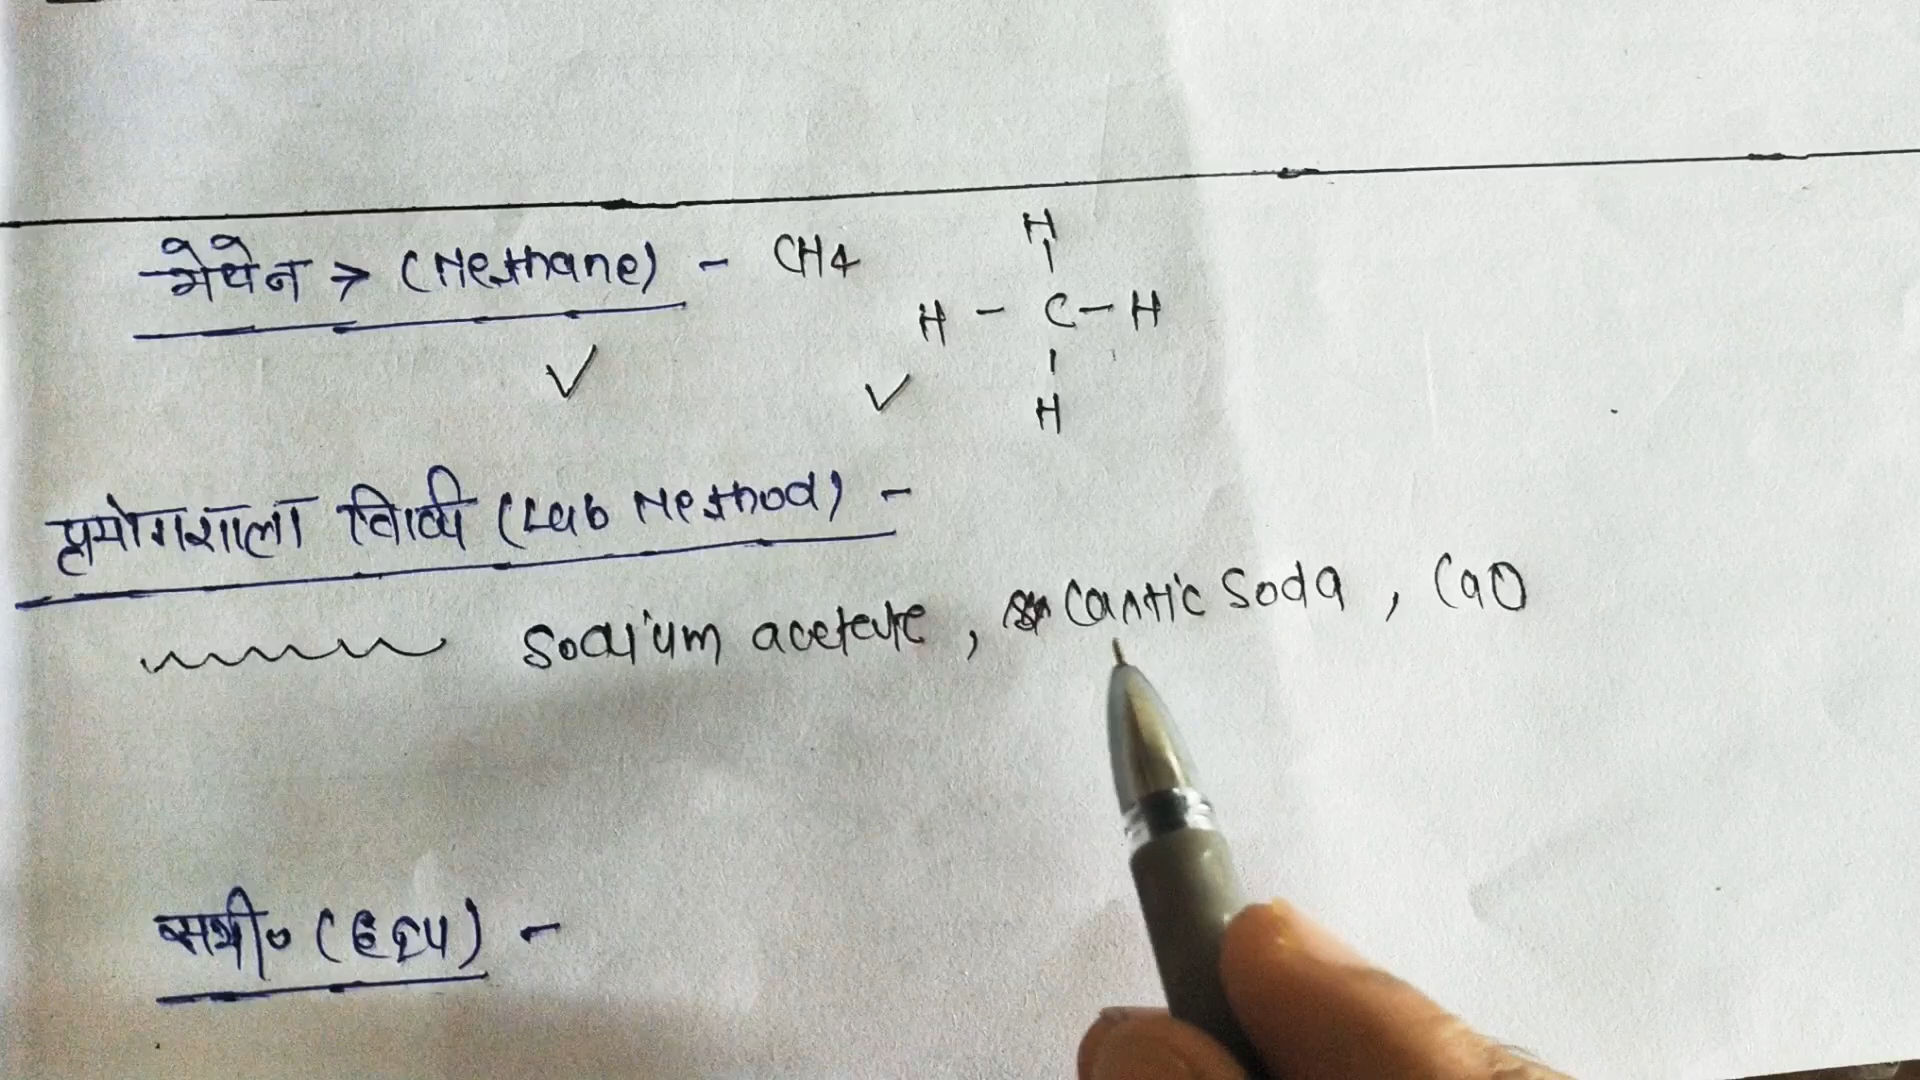 मेथेन → (Methane) - CH4
H
H - C - H
H
प्रयोगशाला विधि (Lab Method) -
Sodium acetate, Caustic Soda, CaO
समी० (EQU) -